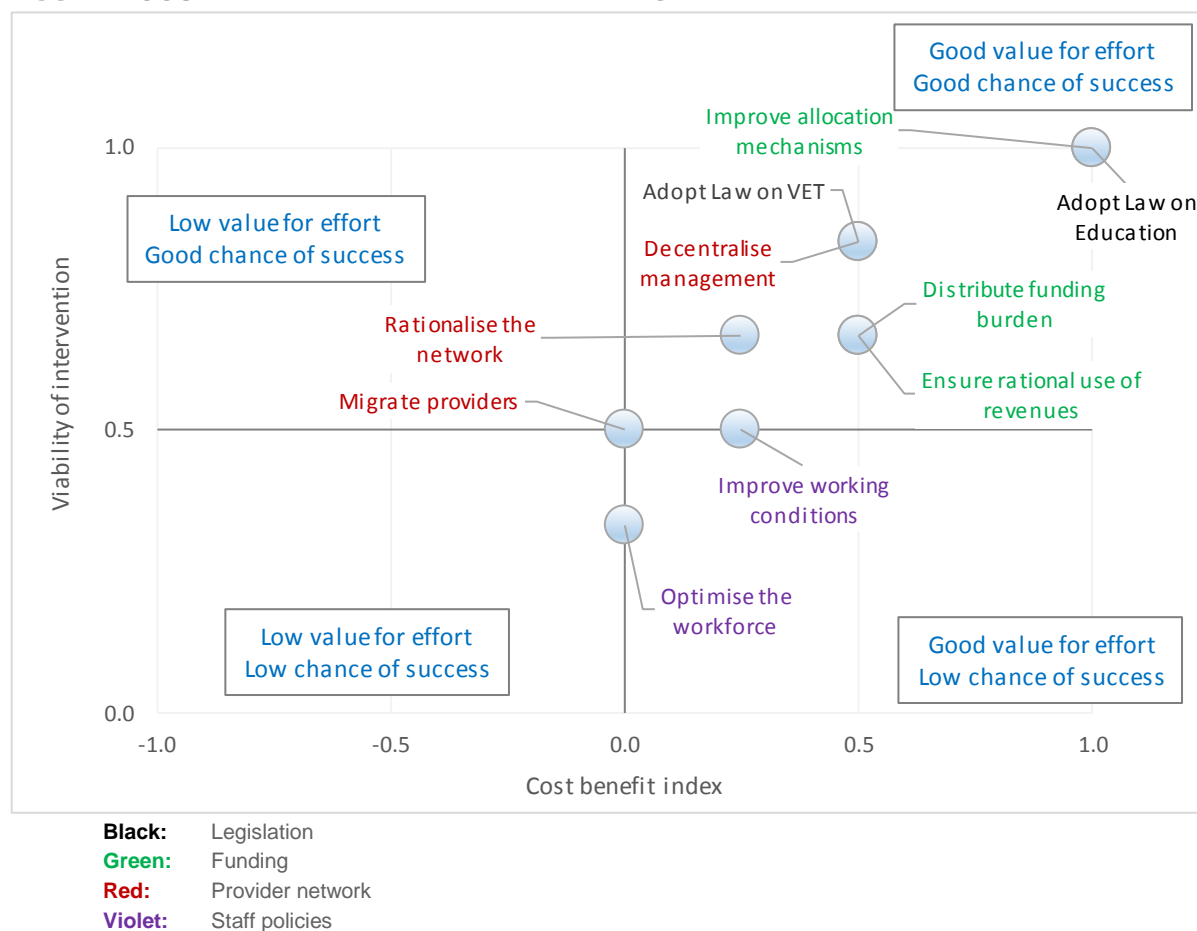 Good value for effort
Good chance of success
Improve allocation
mechanisms
1.0
Adopt Law on VET
Adopt Law on
Education
Low value for effort
Good chance of success
Decentralise
management
Distribute funding
burden
Rationalise the
network
Ensure rational use of
revenues
Migrate providers
0.5
Viability of intervention
Improve working
conditions
Optimise the
workforce
Low value for effort
Low chance of success
Good value for effort
Low chance of success
0.0
-1.0
-0.5
0.0
0.5
1.0
Cost benefit index
Black: Legislation
Green: Funding
Red: Provider network
Violet: Staff policies